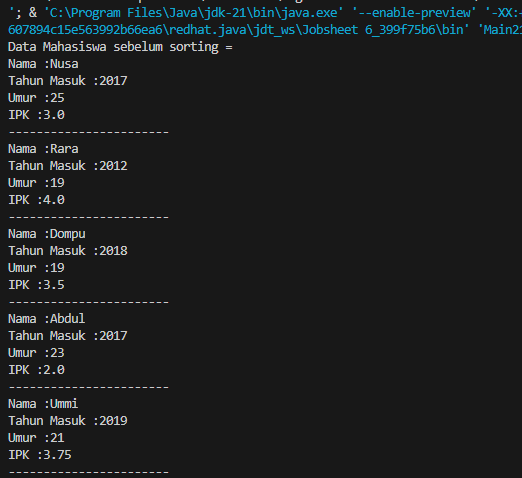 '; & 'C:\Program Files\Java\jdk-21\bin\java.exe' '--enable-preview' '-XX:
607894c15e563992b66ea6\redhat.java\jdt_ws\Jobsheet 6_399f75b6\bin' 'Main21
Data Mahasiswa sebelum sorting =
Nama :Nusa
Tahun Masuk :2017
Umur :25
IPK :3.0
-----------------------
Nama :Rara
Tahun Masuk :2012
Umur :19
IPK :4.0
-----------------------
Nama :Dompu
Tahun Masuk :2018
Umur :19
IPK :3.5
-----------------------
Nama :Abdul
Tahun Masuk :2017
Umur :23
IPK :2.0
-----------------------
Nama :Ummi
Tahun Masuk :2019
Umur :21
IPK :3.75
-----------------------